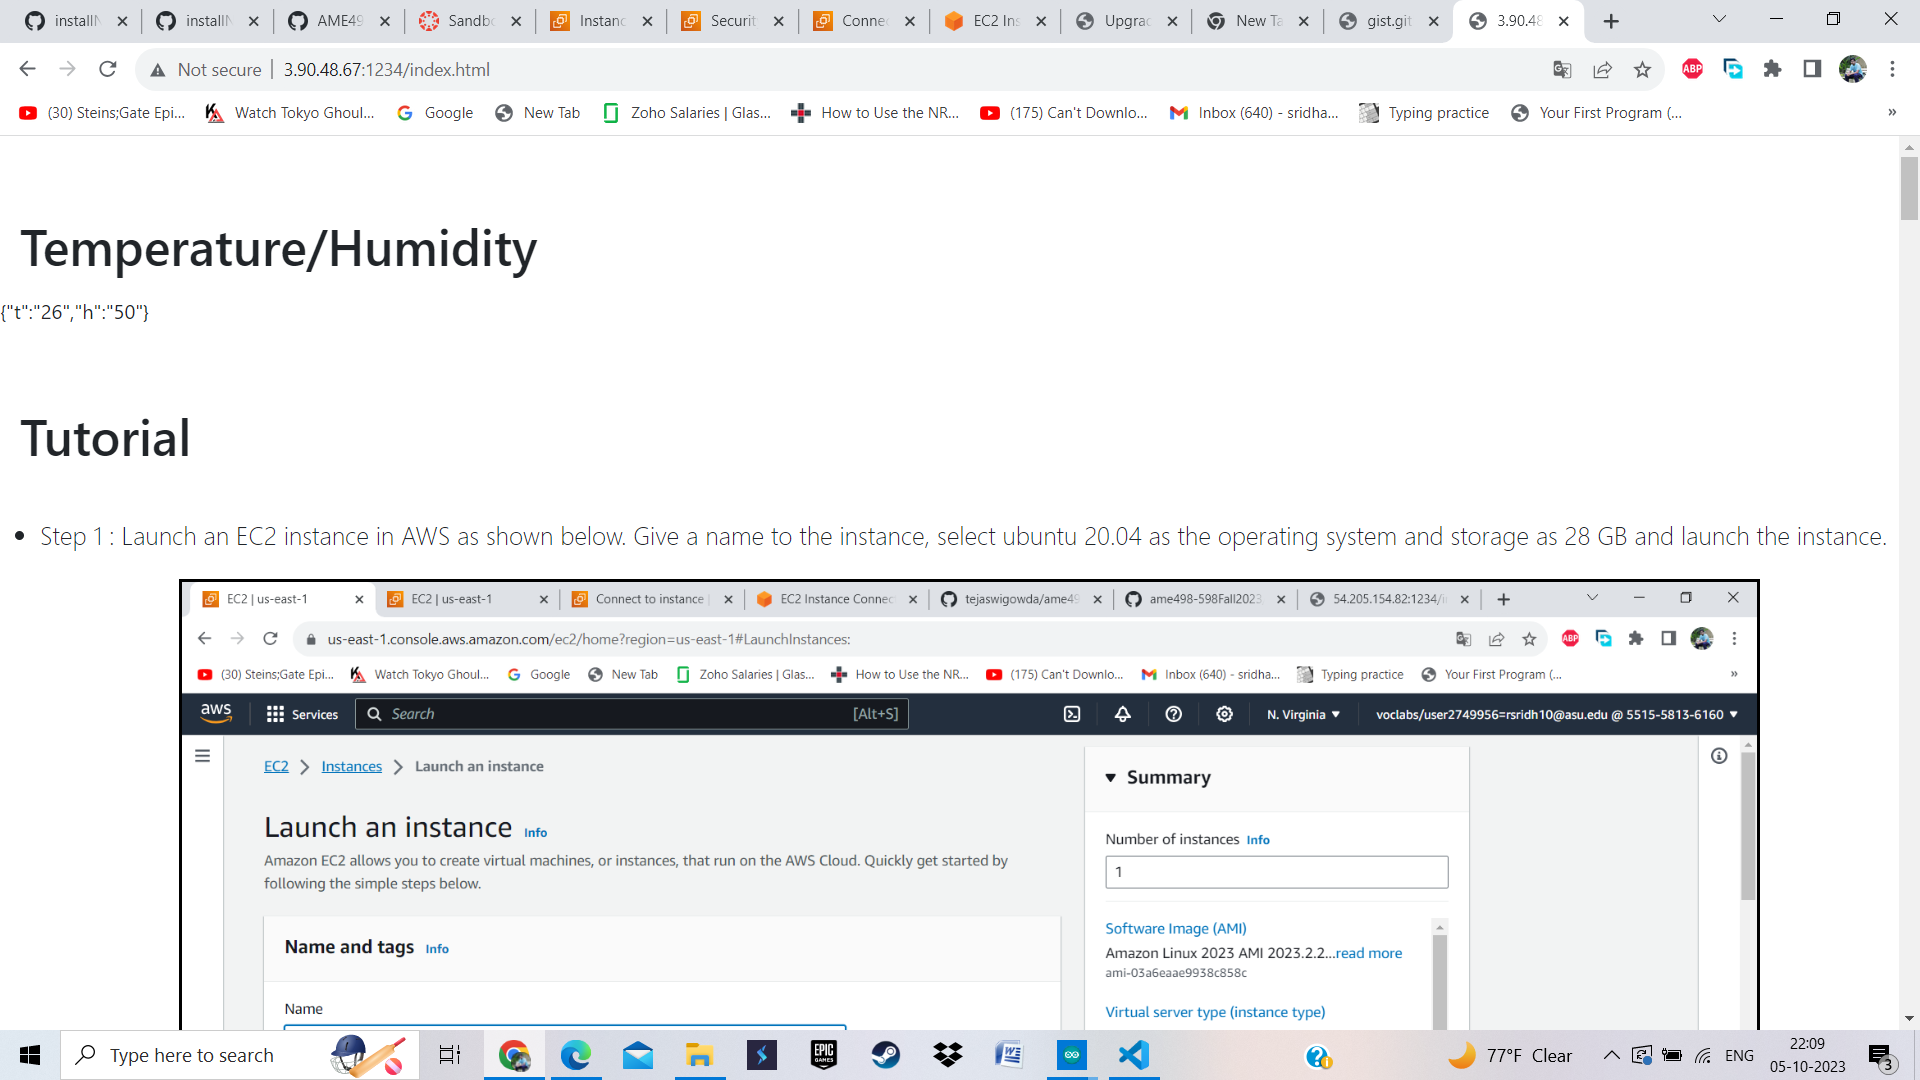 installN
installN
AME49
Sandbo
Instanc
Securit
Connec
EC2 Ins
Upgrad
New Ta
gist.git
3.90.48
Not secure | 3.90.48.67:1234/index.html
ABP
(30) Steins;Gate Epi...
Watch Tokyo Ghoul...
Google
New Tab
Zoho Salaries | Glas...
How to Use the NR...
(175) Can't Downlo...
Inbox (640) - sridha...
Typing practice
Your First Program (...
»
Temperature/Humidity
{"t":"26","h":"50"}
Tutorial
• Step 1 : Launch an EC2 instance in AWS as shown below. Give a name to the instance, select ubuntu 20.04 as the operating system and storage as 28 GB and launch the instance.
EC2 | us-east-1
EC2 | us-east-1
Connect to instance |
EC2 Instance Connec
tejaswigowda/ame49
ame498-598Fall2023
54.205.154.82:1234/i
us-east-1.console.aws.amazon.com/ec2/home?region=us-east-1#LaunchInstances:
ABP
(30) Steins;Gate Epi...
Watch Tokyo Ghoul...
Google
New Tab
Zoho Salaries | Glas...
How to Use the NR...
(175) Can't Downlo...
Inbox (640) - sridha...
Typing practice
Your First Program (...
»
aws
Services
Search
[Alt+S]
N. Virginia ▼
voclabs/user2749956=rsridh10@asu.edu @ 5515-5813-6160 ▼
EC2 > Instances > Launch an instance
Launch an instance Info
Amazon EC2 allows you to create virtual machines, or instances, that run on the AWS Cloud. Quickly get started by
following the simple steps below.
Name and tags Info
Name
▼ Summary
Number of instances Info
1
Software Image (AMI)
Amazon Linux 2023 AMI 2023.2.2...read more
ami-03a6eaae9938c858c
Virtual server type (instance type)
Type here to search
EPIC
GAMES
77°F Clear
ENG
22:09
05-10-2023
3